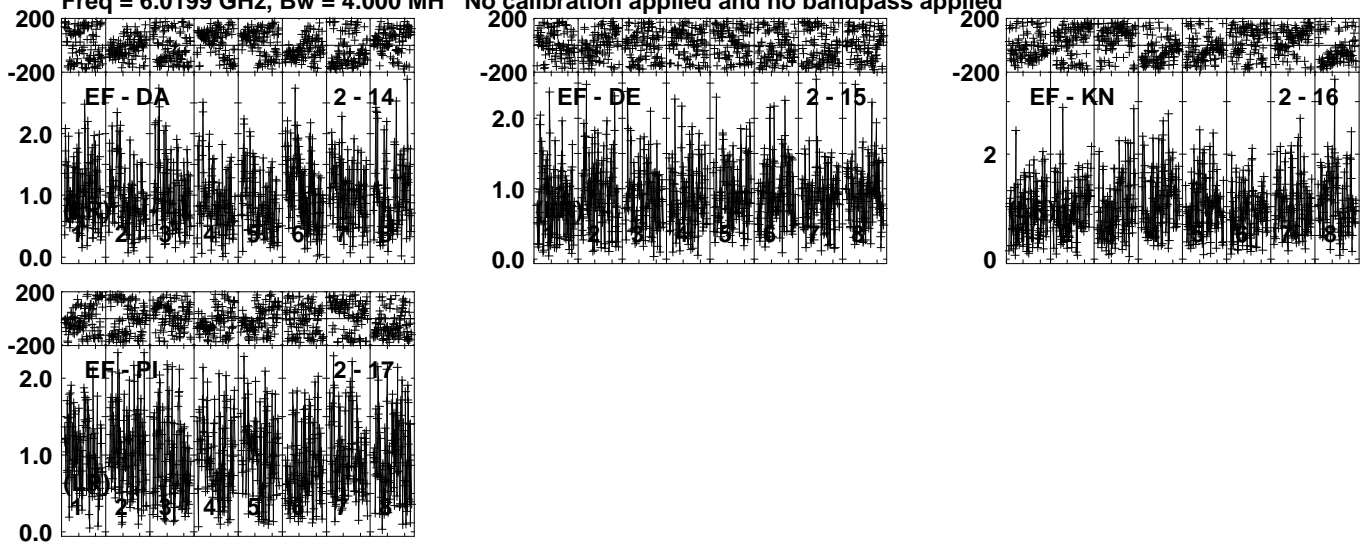 Freq = 6.0199 GHz, Bw = 4.000 MH No calibration applied and no bandpass applied
200
-200
EF - DA 2 - 14
2.0
1.0
0.0
1 2 3 4 5 6 7 8
200
-200
EF - DE 2 - 15
2.0
1.0
0.0
2 3 4 5 6 7 8
200
-200
EF - KN 2 - 16
2
0
4 5 6 7 8
200
-200
EF - PI 2 - 17
2.0
1.0
0.0
1 2 3 4 5 6 7 8